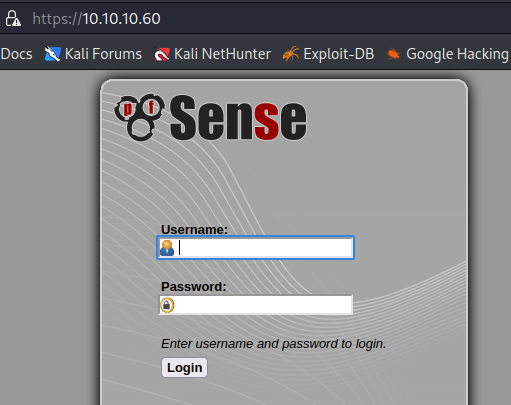 https://10.10.10.60
Docs Kali Forums Kali NetHunter Exploit-DB Google Hacking
pf Sense
Username:
Password:
Enter username and password to login.
Login